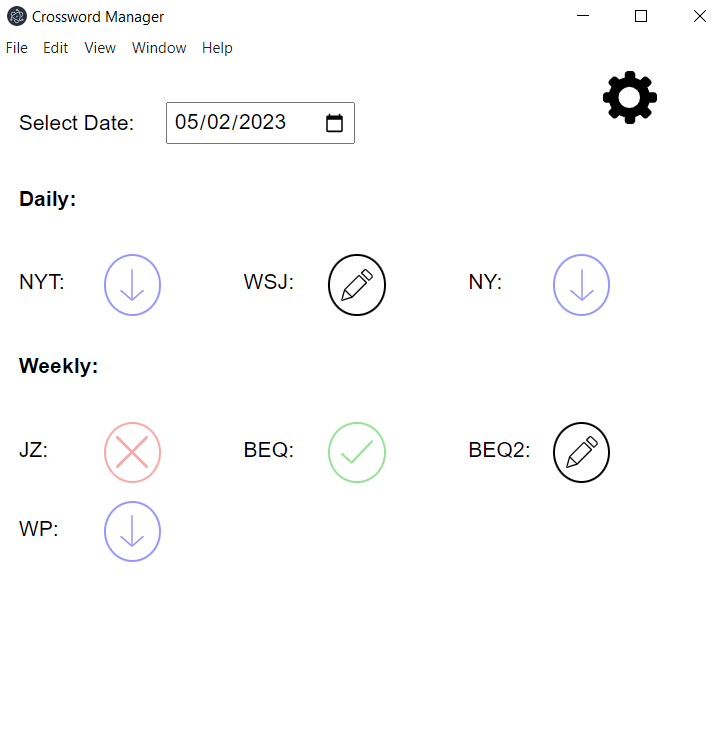 Crossword Manager
File Edit View Window Help
Select Date: 05/02/2023
Daily:
NYT: WSJ: NY:
Weekly:
JZ: BEQ: BEQ2:
WP: